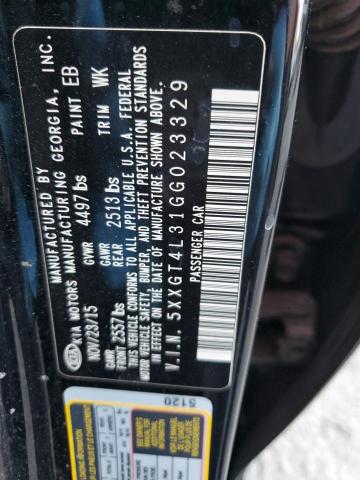 MANUFACTURED BY
KIA MOTORS MANUFACTURING GEORGIA, INC.
NOV/23/15 GVWR 4497 lbs PAINT EB
GAWR GAWR
FRONT 2557 lbs REAR 2513 lbs TRIM WK
THIS VEHICLE CONFORMS TO ALL APPLICABLE U.S.A. FEDERAL
MOTOR VEHICLE SAFETY, BUMPER, AND THEFT PREVENTION STANDARDS
IN EFFECT ON THE DATE OF MANUFACTURE SHOWN ABOVE.
V.I.N. 5XXGT4L31GG023329
PASSENGER CAR
5120